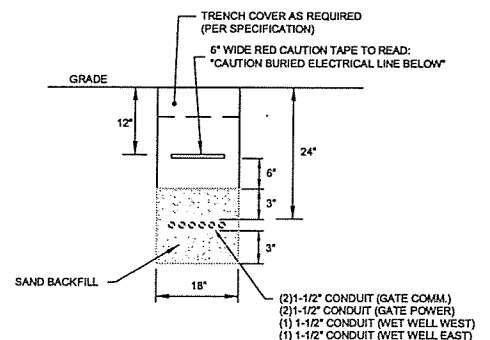 TRENCH COVER AS REQUIRED
(PER SPECIFICATION)
6" WIDE RED CAUTION TAPE TO READ:
"CAUTION BURIED ELECTRICAL LINE BELOW"
GRADE
12"
24"
6"
3"
3"
SAND BACKFILL
18"
(2)1-1/2" CONDUIT (GATE COMM.)
(2)1-1/2" CONDUIT (GATE POWER)
(1) 1-1/2" CONDUIT (WET WELL WEST)
(1) 1-1/2" CONDUIT (WET WELL EAST)